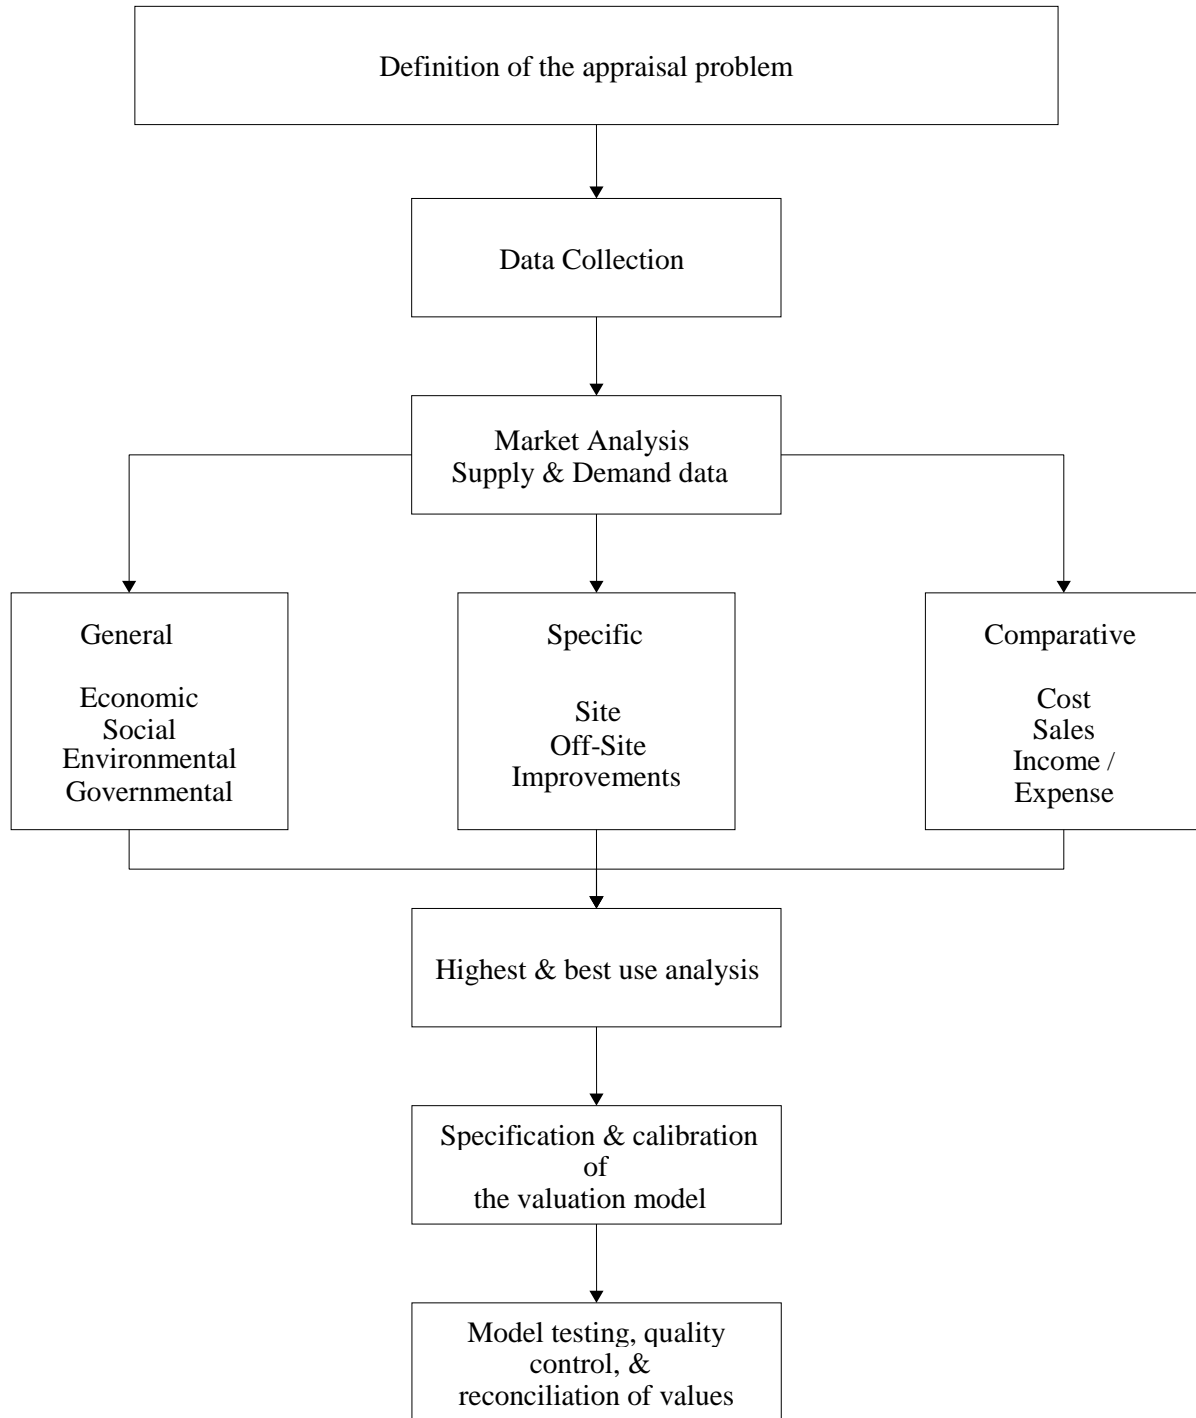 Definition of the appraisal problem
Data Collection
Market Analysis
Supply & Demand data
General
Economic
Social
Environmental
Governmental
Specific
Site
Off-Site
Improvements
Comparative
Cost
Sales
Income /
Expense
Highest & best use analysis
Specification & calibration
of
the valuation model
Model testing, quality
control, &
reconciliation of values